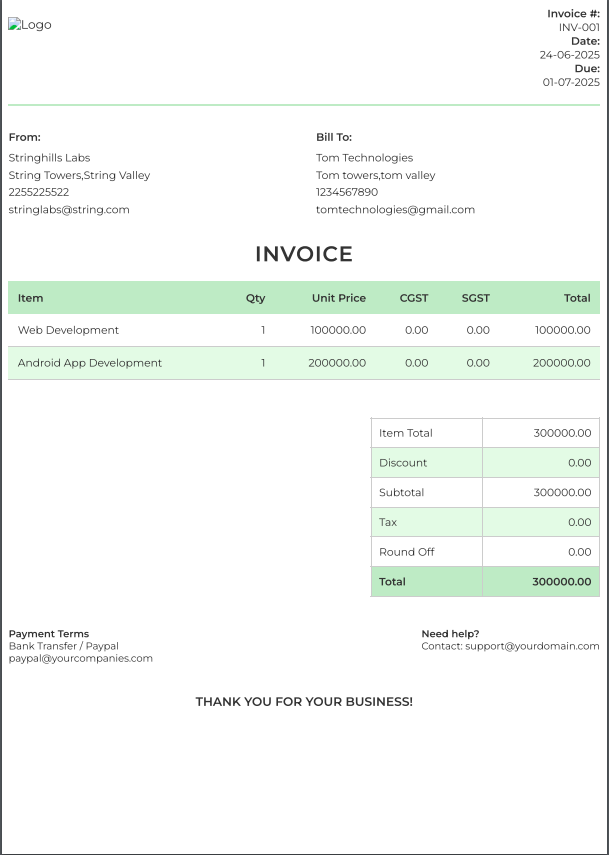 Logo
Invoice #:
INV-001
Date:
24-06-2025
Due:
01-07-2025
From:
Stringhills Labs
String Towers,String Valley
2255225522
stringlabs@string.com
Bill To:
Tom Technologies
Tom towers,tom valley
1234567890
tomtechnologies@gmail.com
INVOICE
Item Qty Unit Price CGST SGST Total
Web Development 1 100000.00 0.00 0.00 100000.00
Android App Development 1 200000.00 0.00 0.00 200000.00
Item Total 300000.00
Discount 0.00
Subtotal 300000.00
Tax 0.00
Round Off 0.00
Total 300000.00
Payment Terms
Bank Transfer / Paypal
paypal@yourcompanies.com
Need help?
Contact: support@yourdomain.com
THANK YOU FOR YOUR BUSINESS!